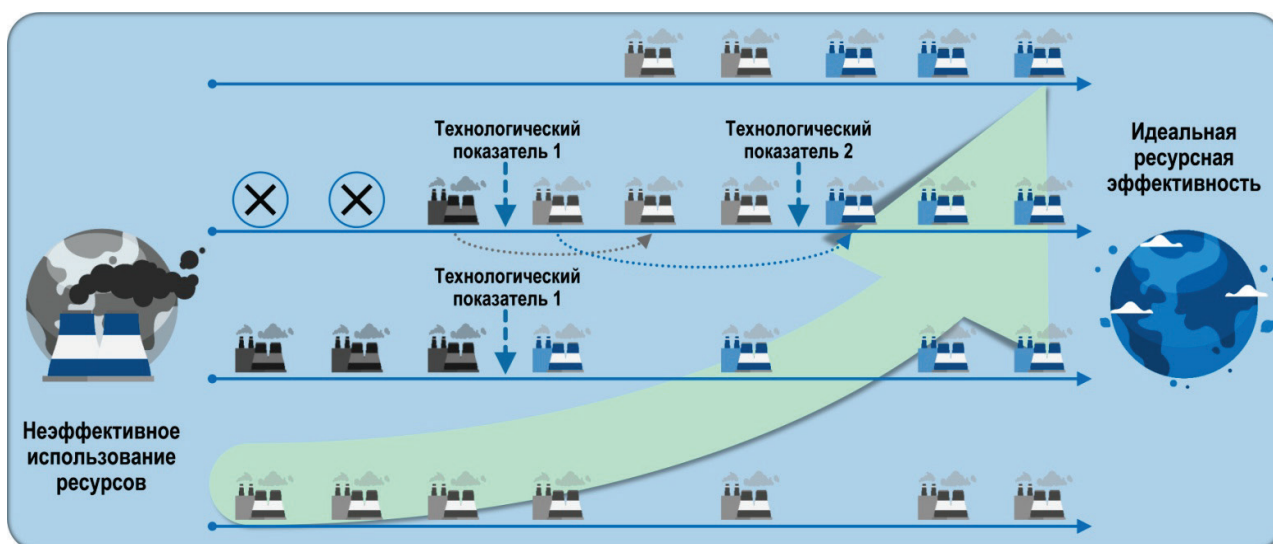 Технологический
показатель 1
Технологический
показатель 2
Идеальная
ресурсная
эффективность
Технологический
показатель 1
Неэффективное
использование
ресурсов